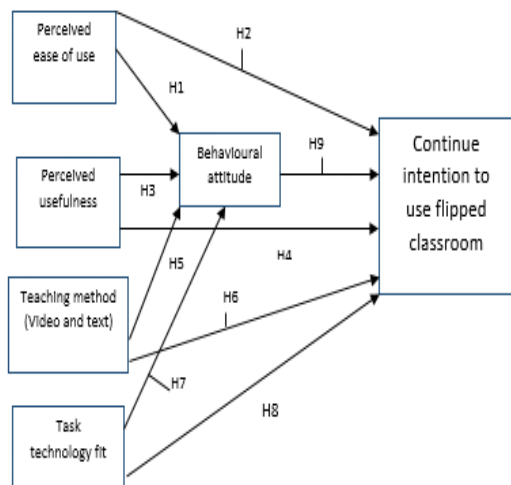 Perceived
ease of use
H2
H1
Behavioural
attitude
H9
Continue
intention to
use flipped
classroom
Perceived
usefulness
H3
H4
H5
Teaching method
(Video and text)
H6
H7
H8
Task
technology fit